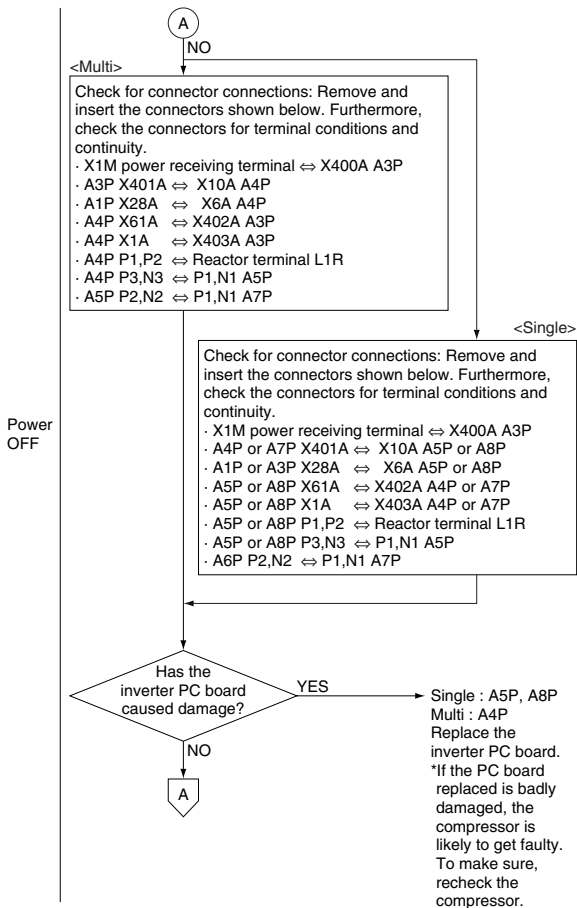 A
NO
<Multi>
Check for connector connections: Remove and
insert the connectors shown below. Furthermore,
check the connectors for terminal conditions and
continuity.
· X1M power receiving terminal ⇔ X400A A3P
· A3P X401A ⇔ X10A A4P
· A1P X28A ⇔ X6A A4P
· A4P X61A ⇔ X402A A3P
· A4P X1A ⇔ X403A A3P
· A4P P1,P2 ⇔ Reactor terminal L1R
· A4P P3,N3 ⇔ P1,N1 A5P
· A5P P2,N2 ⇔ P1,N1 A7P
<Single>
Check for connector connections: Remove and
insert the connectors shown below. Furthermore,
check the connectors for terminal conditions and
continuity.
· X1M power receiving terminal ⇔ X400A A3P
· A4P or A7P X401A ⇔ X10A A5P or A8P
· A1P or A3P X28A ⇔ X6A A5P or A8P
· A5P or A8P X61A ⇔ X402A A4P or A7P
· A5P or A8P X1A ⇔ X403A A4P or A7P
· A5P or A8P P1,P2 ⇔ Reactor terminal L1R
· A5P or A8P P3,N3 ⇔ P1,N1 A5P
· A6P P2,N2 ⇔ P1,N1 A7P
Power
OFF
Has the
inverter PC board
caused damage?
YES
Single : A5P, A8P
Multi : A4P
Replace the
inverter PC board.
*If the PC board
replaced is badly
damaged, the
compressor is
likely to get faulty.
To make sure,
recheck the
compressor.
NO
A